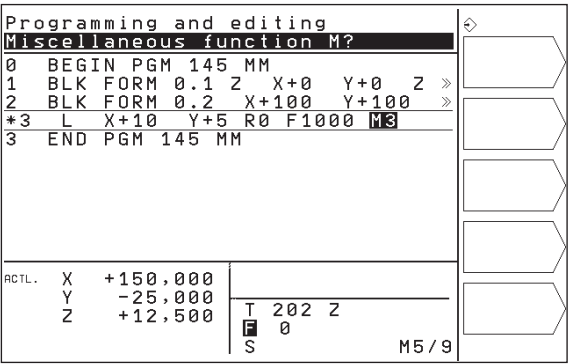 Programming and editing
Miscellaneous function M?
0 BEGIN PGM 145 MM
1 BLK FORM 0.1 Z X+0 Y+0 Z »
2 BLK FORM 0.2 X+100 Y+100 »
*3 L X+10 Y+5 R0 F1000 M3
3 END PGM 145 MM
ACTL. X +150,000
Y -25,000
Z +12,500
T 202 Z
F 0
S M5/9